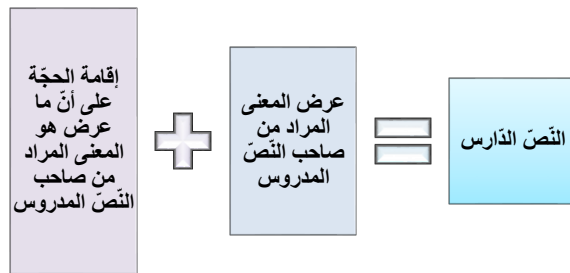 النّصّ الدّارس
عرض المعنى
المراد من
صاحب النّصّ
المدروس
إقامة الحجّة
على أنّ ما
عرض هو
المعنى المراد
من صاحب
النّصّ المدروس